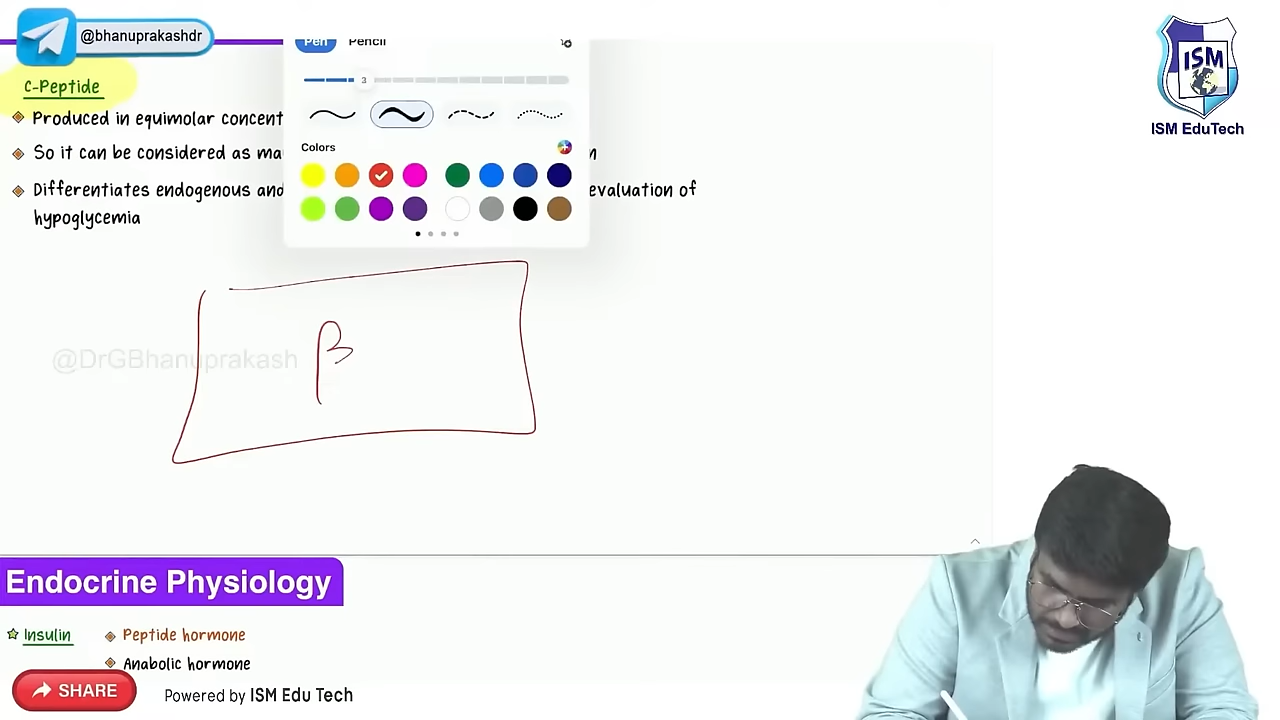 @bhanuprakashdr
Pen Pencil
C-Peptide
3
Produced in equimolar concent
So it can be considered as ma n
Differentiates endogenous and evaluation of
hypoglycemia
Colors
ISM
ISM EduTech
β
@DrGBhanuprakash
Endocrine Physiology
Insulin Peptide hormone
Anabolic hormone
SHARE Powered by ISM Edu Tech